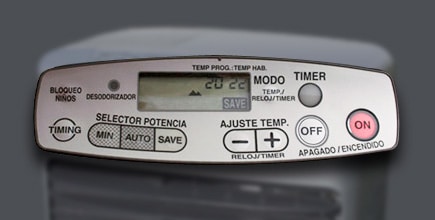 TEMP PROG.: TEMP HAB.
20 22
SAVE
BLOQUEO
NIÑOS
DESODORIZADOR
MODO
TEMP./
RELOJ/TIMER
TIMER
TIMING
SELECTOR POTENCIA
MIN
AUTO
SAVE
AJUSTE TEMP.
− +
RELOJ/TIMER
OFF
ON
APAGADO / ENCENDIDO